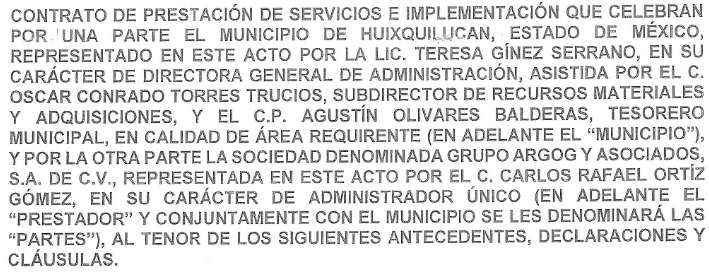 CONTRATO DE PRESTACIÓN DE SERVICIOS E IMPLEMENTACIÓN QUE CELEBRAN
POR UNA PARTE EL MUNICIPIO DE HUIXQUILUCAN, ESTADO DE MÉXICO,
REPRESENTADO EN ESTE ACTO POR LA LIC. TERESA GÍNEZ SERRANO, EN SU
CARÁCTER DE DIRECTORA GENERAL DE ADMINISTRACIÓN, ASISTIDA POR EL C.
OSCAR CONRADO TORRES TRUCIOS, SUBDIRECTOR DE RECURSOS MATERIALES
Y ADQUISICIONES, Y EL C.P. AGUSTÍN OLIVARES BALDERAS, TESORERO
MUNICIPAL, EN CALIDAD DE ÁREA REQUIRENTE (EN ADELANTE EL “MUNICIPIO”),
Y POR LA OTRA PARTE LA SOCIEDAD DENOMINADA GRUPO ARGOG Y ASOCIADOS,
S.A. DE C.V., REPRESENTADA EN ESTE ACTO POR EL C. CARLOS RAFAEL ORTÍZ
GÓMEZ, EN SU CARÁCTER DE ADMINISTRADOR ÚNICO (EN ADELANTE EL
“PRESTADOR” Y CONJUNTAMENTE CON EL MUNICIPIO SE LES DENOMINARÁ LAS
“PARTES”), AL TENOR DE LOS SIGUIENTES ANTECEDENTES, DECLARACIONES Y
CLÁUSULAS.